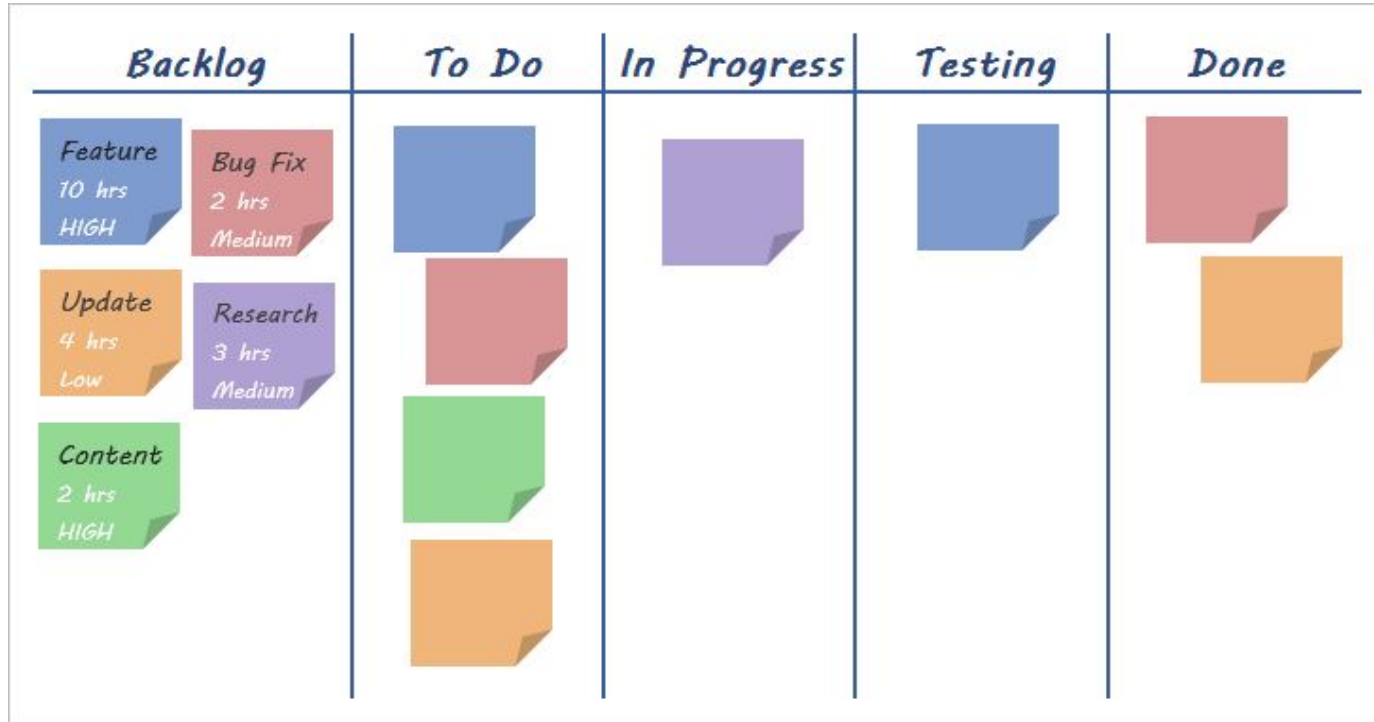 Backlog
To Do
In Progress
Testing
Done
Feature
10 hrs
HIGH
Bug Fix
2 hrs
Medium
Update
4 hrs
Low
Research
3 hrs
Medium
Content
2 hrs
HIGH